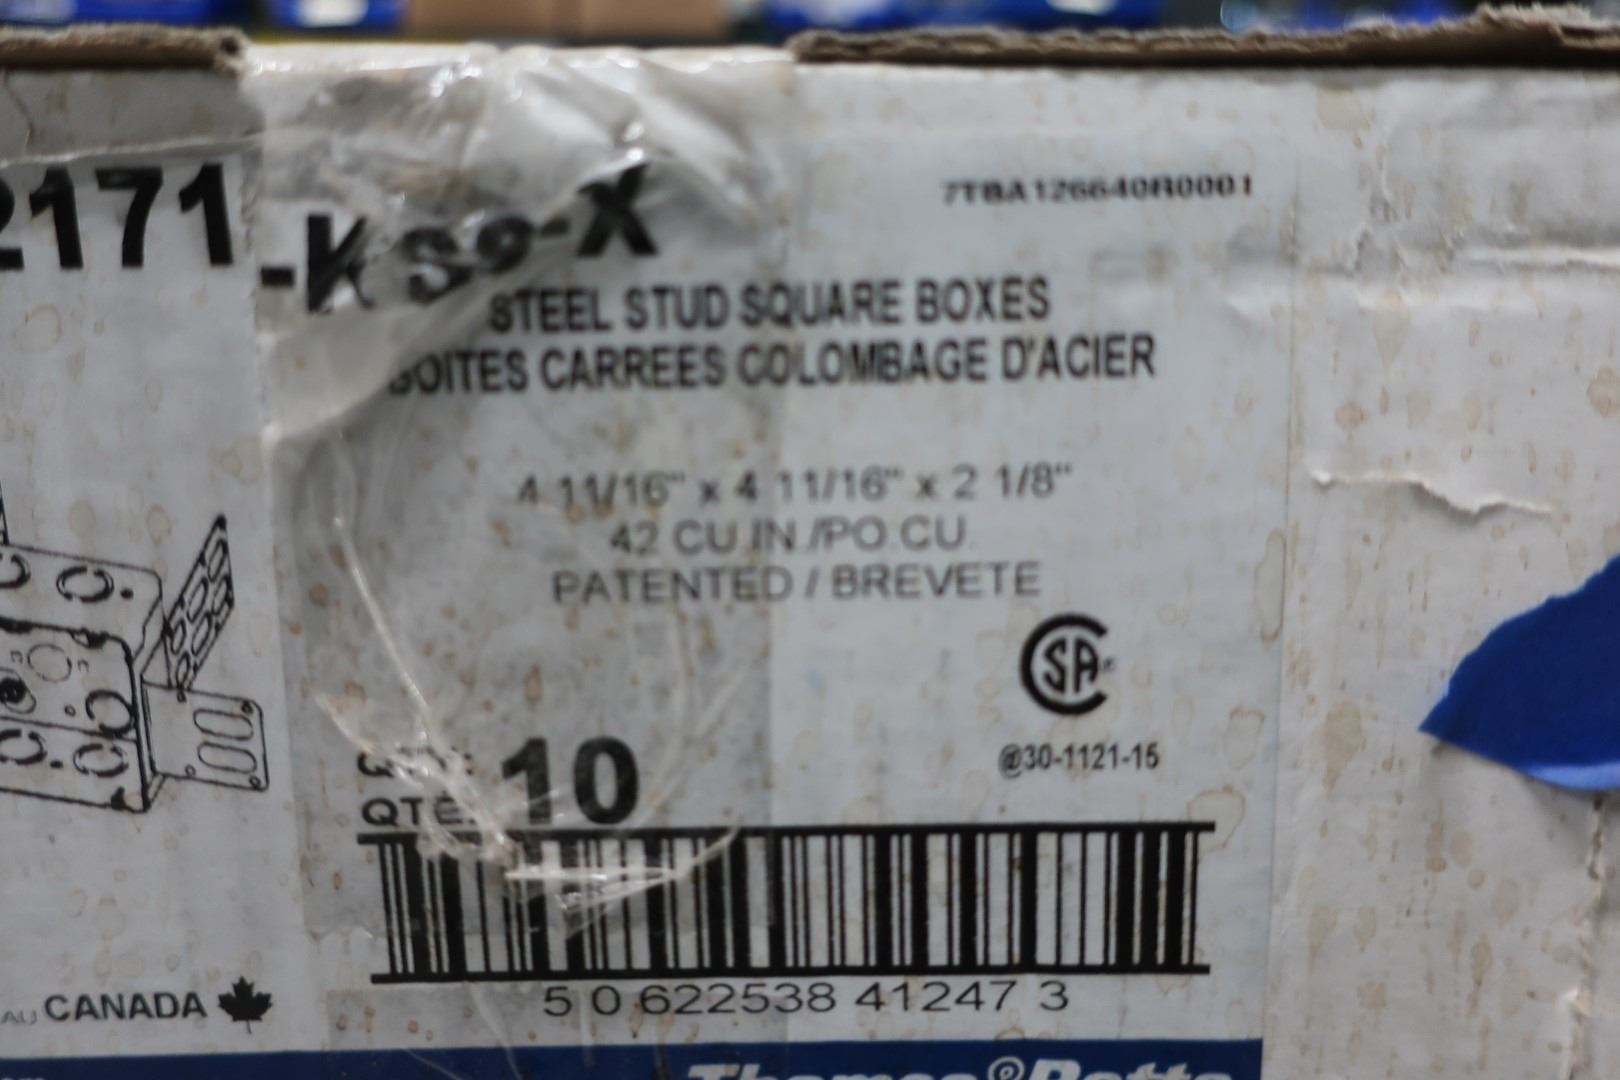 2171
-K
-X
7TBA126640R0001
STEEL STUD SQUARE BOXES
BOITES CARREES COLOMBAGE D'ACIER
4 11/16" x 4 11/16" x 2 1/8"
42 CU.IN./PO.CU.
PATENTED / BREVETE
SA
@30-1121-15
QTE: 10
5 0 622538 41247 3
CANADA
Thomas&Betts